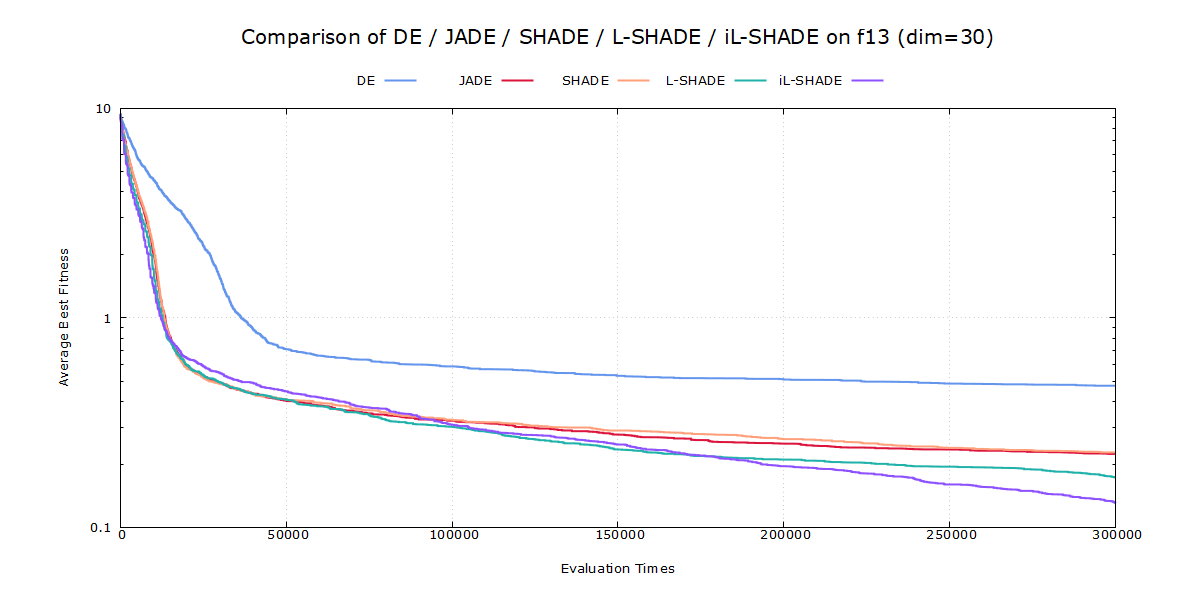 Comparison of DE / JADE / SHADE / L-SHADE / iL-SHADE on f13 (dim=30)
DE JADE SHADE L-SHADE iL-SHADE
10
1
0.1
Average Best Fitness
0 50000 100000 150000 200000 250000 300000
Evaluation Times